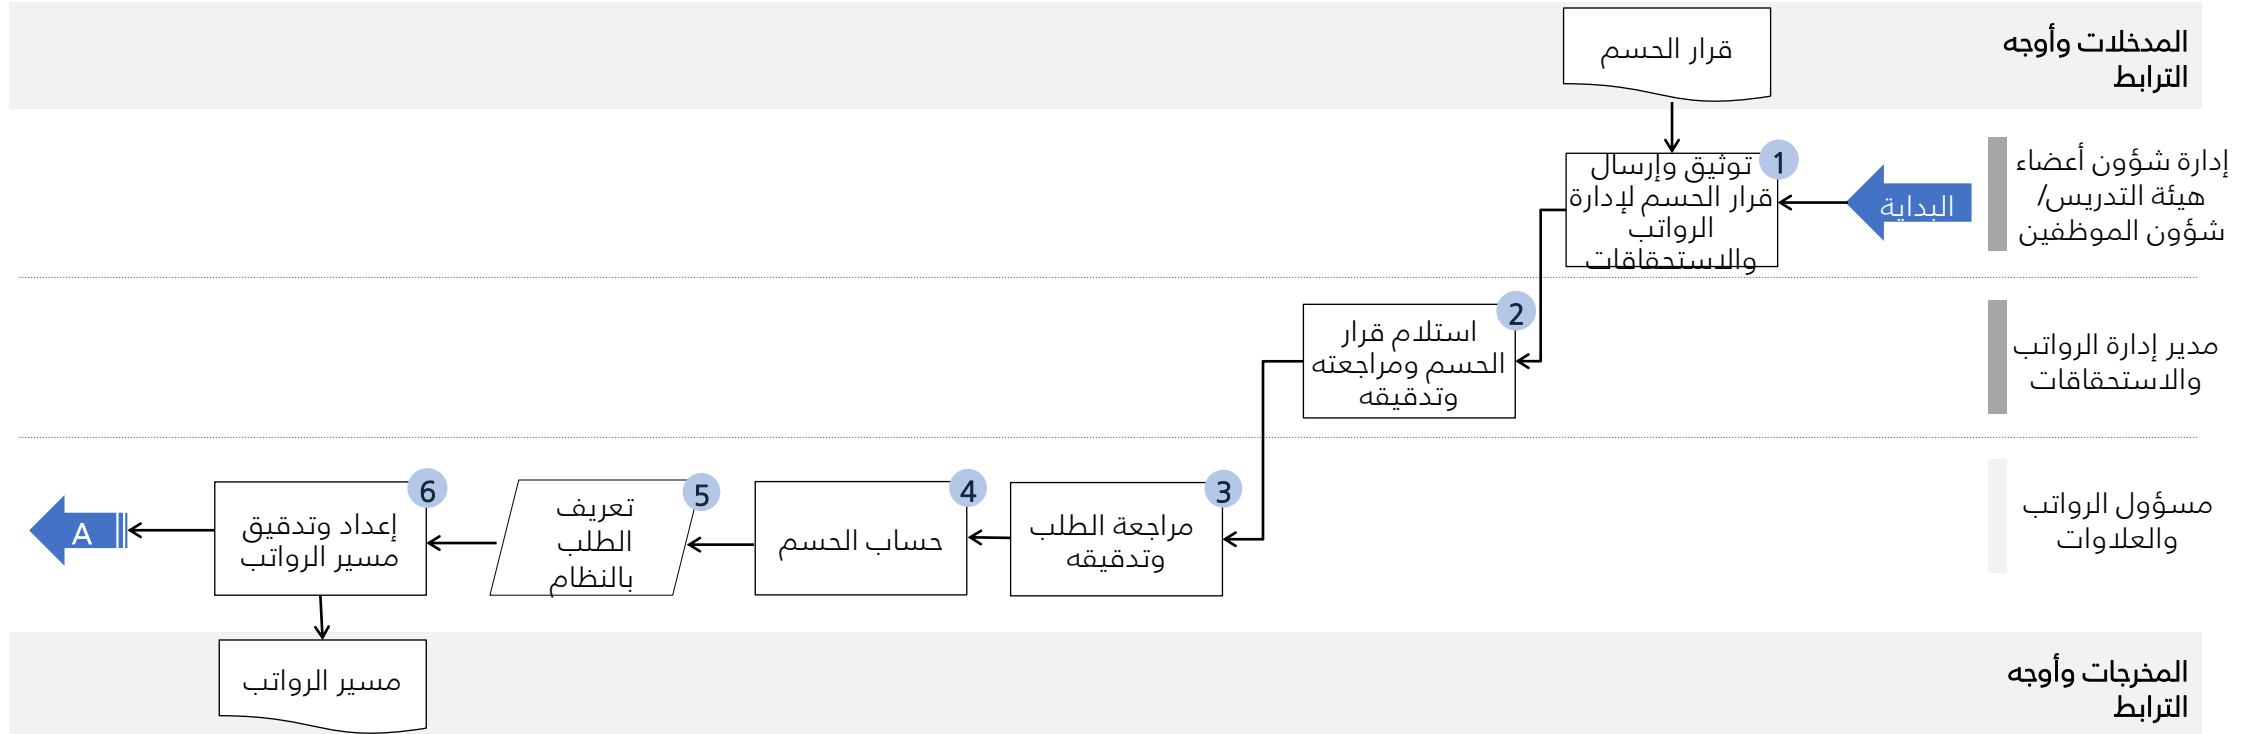 المدخلات وأوجه
الترابط
قرار الحسم
إدارة شؤون أعضاء
هيئة التدريس/
شؤون الموظفين
البداية
1
توثيق وإرسال
قرار الحسم لإدارة
الرواتب
والاستحقاقات
مدير إدارة الرواتب
والاستحقاقات
2
استلام قرار
الحسم ومراجعته
وتدقيقه
مسؤول الرواتب
والعلاوات
3
مراجعة الطلب
وتدقيقه
4
حساب الحسم
5
تعريف
الطلب
بالنظام
6
إعداد وتدقيق
مسير الرواتب
A
المخرجات وأوجه
الترابط
مسير الرواتب